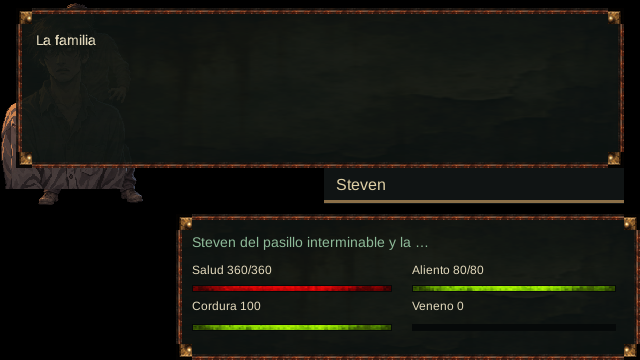 La familia
Steven
Steven del pasillo interminable y la …
Salud 360/360
Aliento 80/80
Cordura 100
Veneno 0